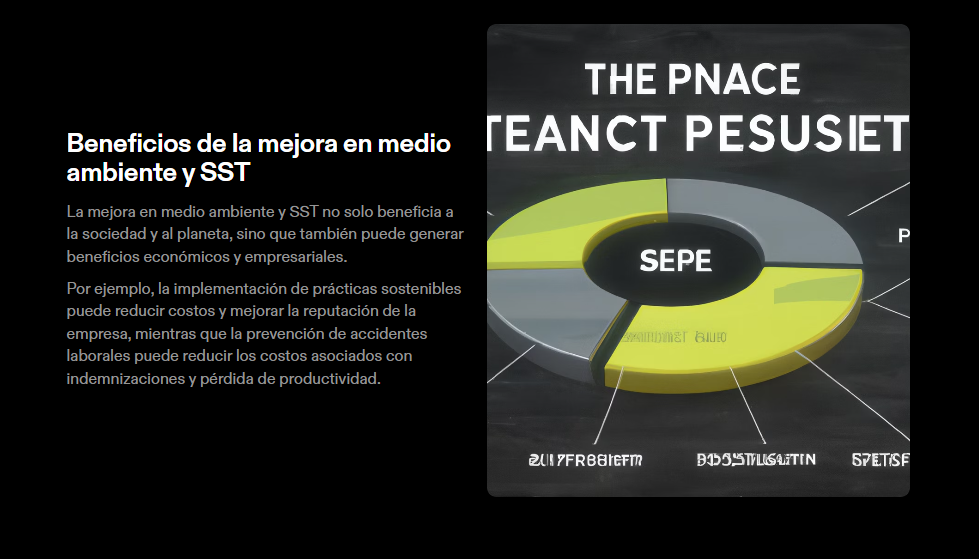 Beneficios de la mejora en medio
ambiente y SST
La mejora en medio ambiente y SST no solo beneficia a
la sociedad y al planeta, sino que también puede generar
beneficios económicos y empresariales.
Por ejemplo, la implementación de prácticas sostenibles
puede reducir costos y mejorar la reputación de la
empresa, mientras que la prevención de accidentes
laborales puede reducir los costos asociados con
indemnizaciones y pérdida de productividad.
THE PNACE
TEANCT PESUSIET
SEPE
P